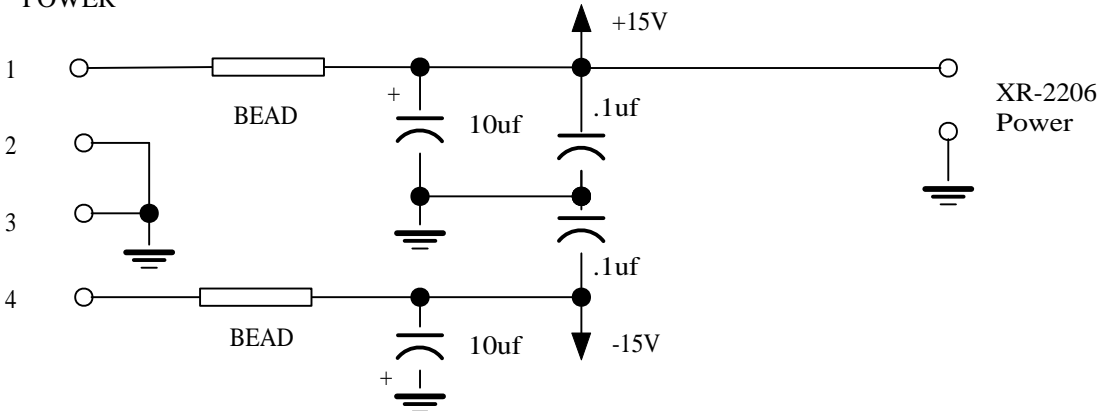 POWER
+15V
1
XR-2206
Power
+
.1uf
BEAD
10uf
2
3
.1uf
4
BEAD
10uf
-15V
+